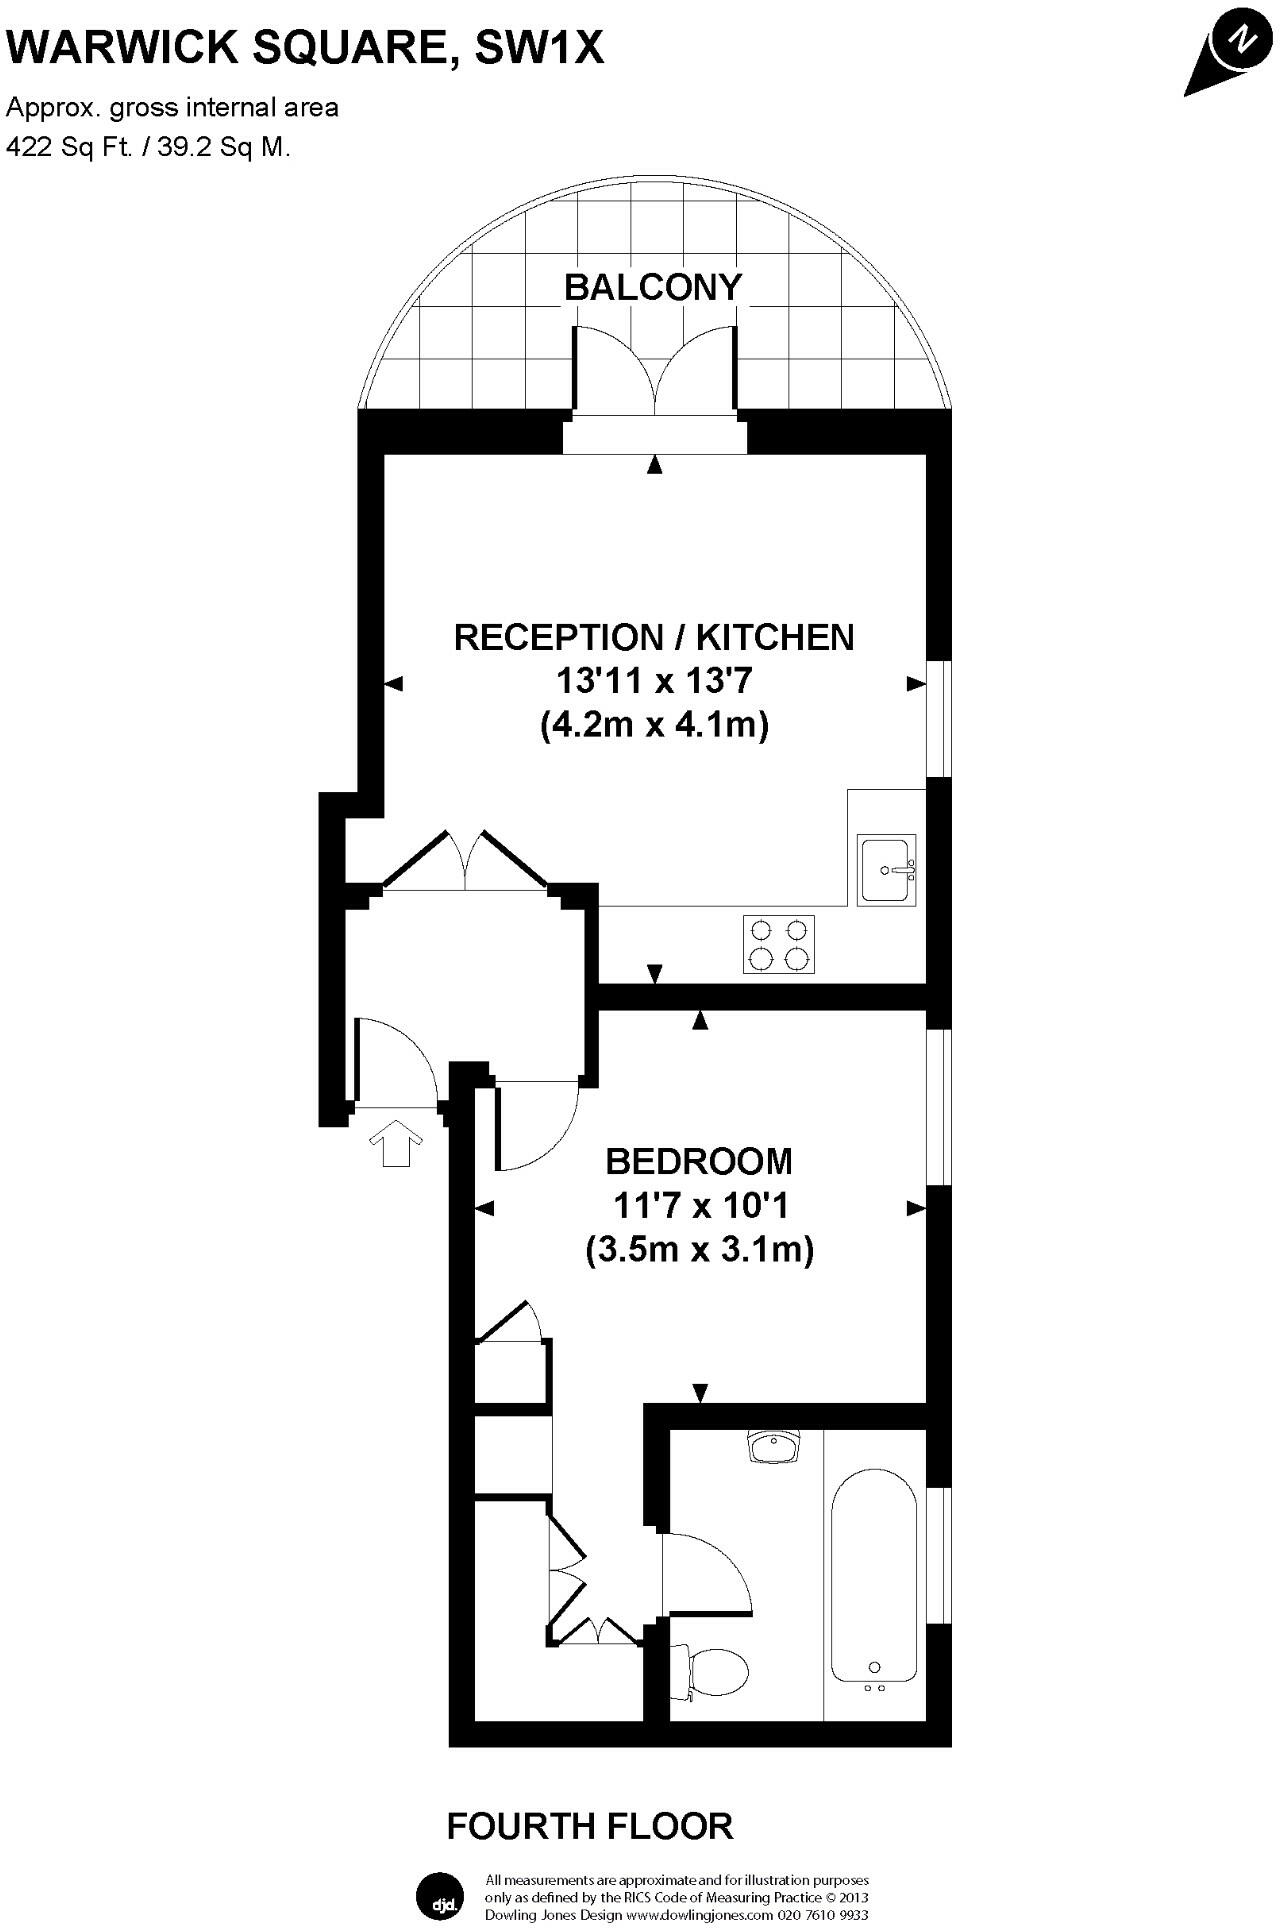 WARWICK SQUARE, SW1X
Approx. gross internal area
422 Sq Ft. / 39.2 Sq M.
N
BALCONY
RECEPTION / KITCHEN
13'11 x 13'7
(4.2m x 4.1m)
BEDROOM
11'7 x 10'1
(3.5m x 3.1m)
FOURTH FLOOR
djd.
All measurements are approximate and for illustration purposes
only as defined by the RICS Code of Measuring Practice © 2013
Dowling Jones Design www.dowlingjones.com 020 7610 9933